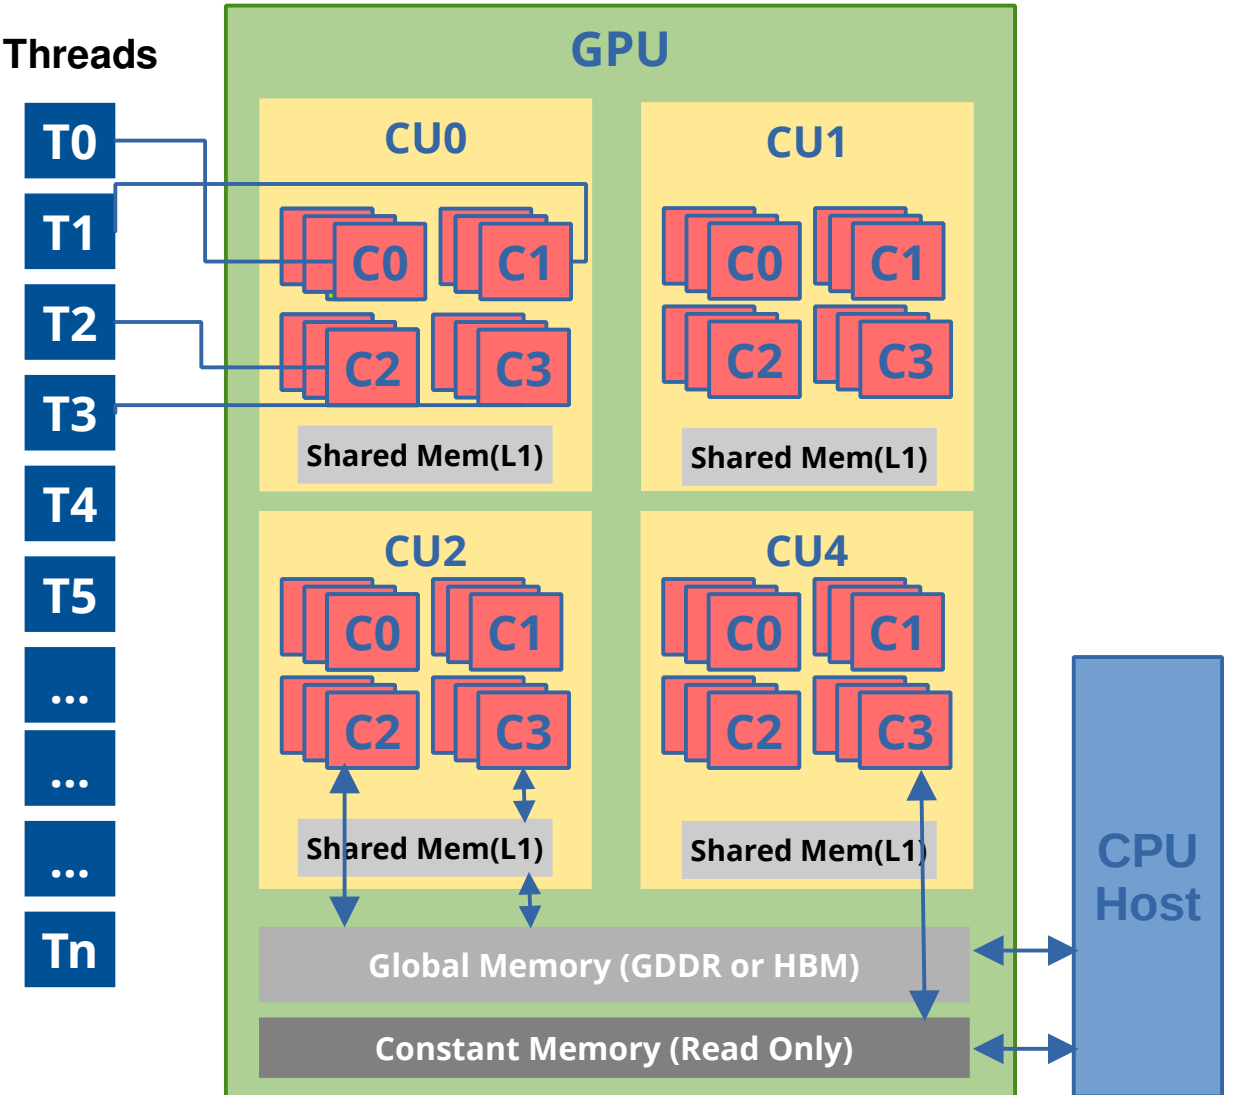 Threads
T0
T1
T2
T3
T4
T5
...
...
...
Tn
GPU
CU0
C0
C1
C2
C3
Shared Mem(L1)
CU1
C0
C1
C2
C3
Shared Mem(L1)
CU2
C0
C1
C2
C3
Shared Mem(L1)
CU4
C0
C1
C2
C3
Shared Mem(L1)
Global Memory (GDDR or HBM)
Constant Memory (Read Only)
CPU
Host